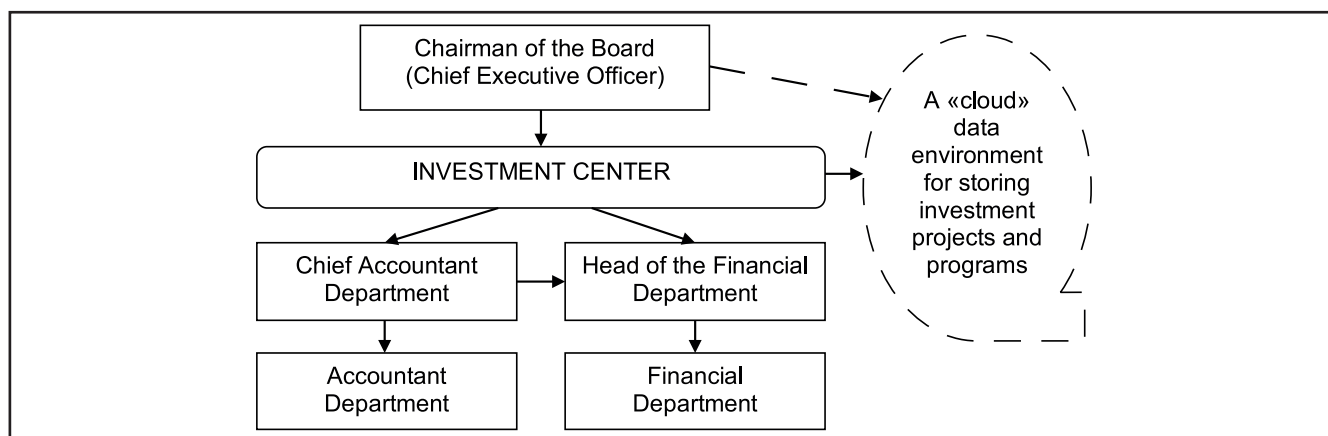 Chairman of the Board
(Chief Executive Officer)
A «cloud»
data
environment
for storing
investment
projects and
programs
INVESTMENT CENTER
Chief Accountant
Department
Head of the Financial
Department
Accountant
Department
Financial
Department